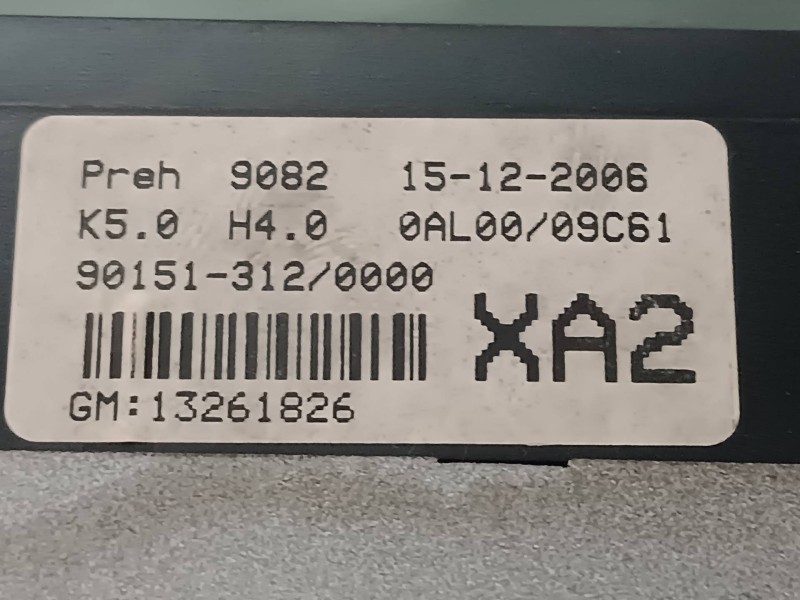 Preh 9082 15-12-2006
K5.0 H4.0 0AL00/09C61
90151-312/0000
XA2
GM:13261826